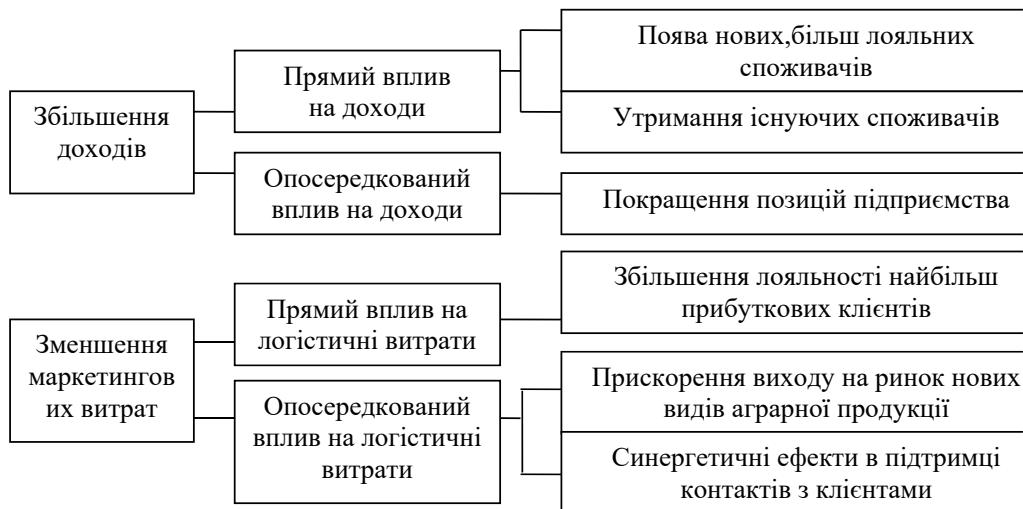 Збільшення
доходів
Прямий вплив
на доходи
Поява нових,більш лояльних
споживачів
Утримання існуючих споживачів
Опосередкований
вплив на доходи
Покращення позицій підприємства
Зменшення
маркетингов
их витрат
Прямий вплив на
логістичні витрати
Збільшення лояльності найбільш
прибуткових клієнтів
Опосередкований
вплив на логістичні
витрати
Прискорення виходу на ринок нових
видів аграрної продукції
Синергетичні ефекти в підтримці
контактів з клієнтами